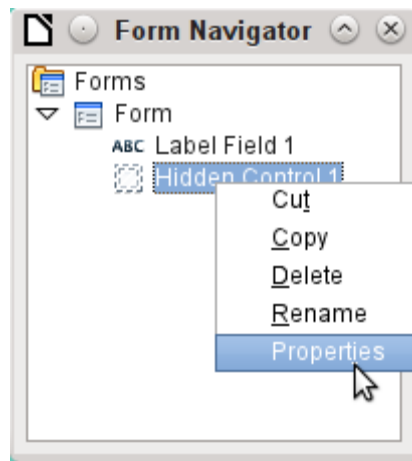 Form Navigator
Forms
Form
ABC Label Field 1
Hidden Control 1
Cut
Copy
Delete
Rename
Properties